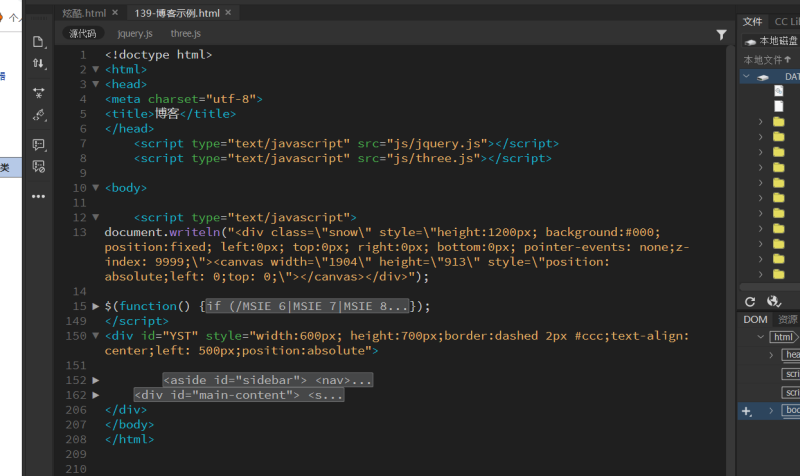 个人
炫酷.html ×
139-博客示例.html ×
文件
CC Lib
源代码
jquery.js
three.js
本地磁盘
本地文件
DAT
器
类
1 <!doctype html>
2 <html>
3 <head>
4 <meta charset="utf-8">
5 <title>博客</title>
6 </head>
7 <script type="text/javascript" src="js/jquery.js"></script>
8 <script type="text/javascript" src="js/three.js"></script>
9
10 <body>
11
12 <script type="text/javascript">
13 document.writeln("<div class=\"snow\" style=\"height:1200px; background:#000;
position:fixed; left:0px; top:0px; right:0px; bottom:0px; pointer-events: none;z-
index: 9999;\"><canvas width=\"1904\" height=\"913\" style=\"position:
absolute;left: 0;top: 0;\"></canvas></div>");
14
15 $(function() {if (/MSIE 6|MSIE 7|MSIE 8...});
149 </script>
150 <div id="YST" style="width:600px; height:700px;border:dashed 2px #ccc;text-align:
center;left: 500px;position:absolute">
151
152 <aside id="sidebar"> <nav>...
162 <div id="main-content"> <s...
206 </div>
207 </body>
208 </html>
209
210
DOM
资源
html
hea
scri
scri
bod